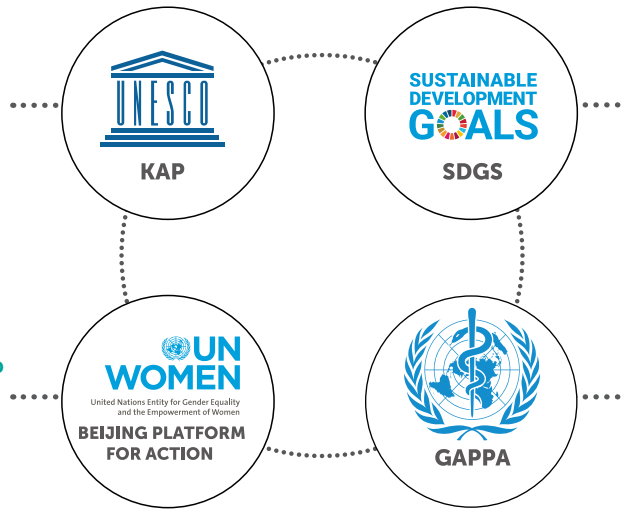 UNESCO
KAP
SUSTAINABLE
DEVELOPMENT
GOALS
SDGS
UN
WOMEN
United Nations Entity for Gender Equality
and the Empowerment of Women
BEIJING PLATFORM
FOR ACTION
GAPPA